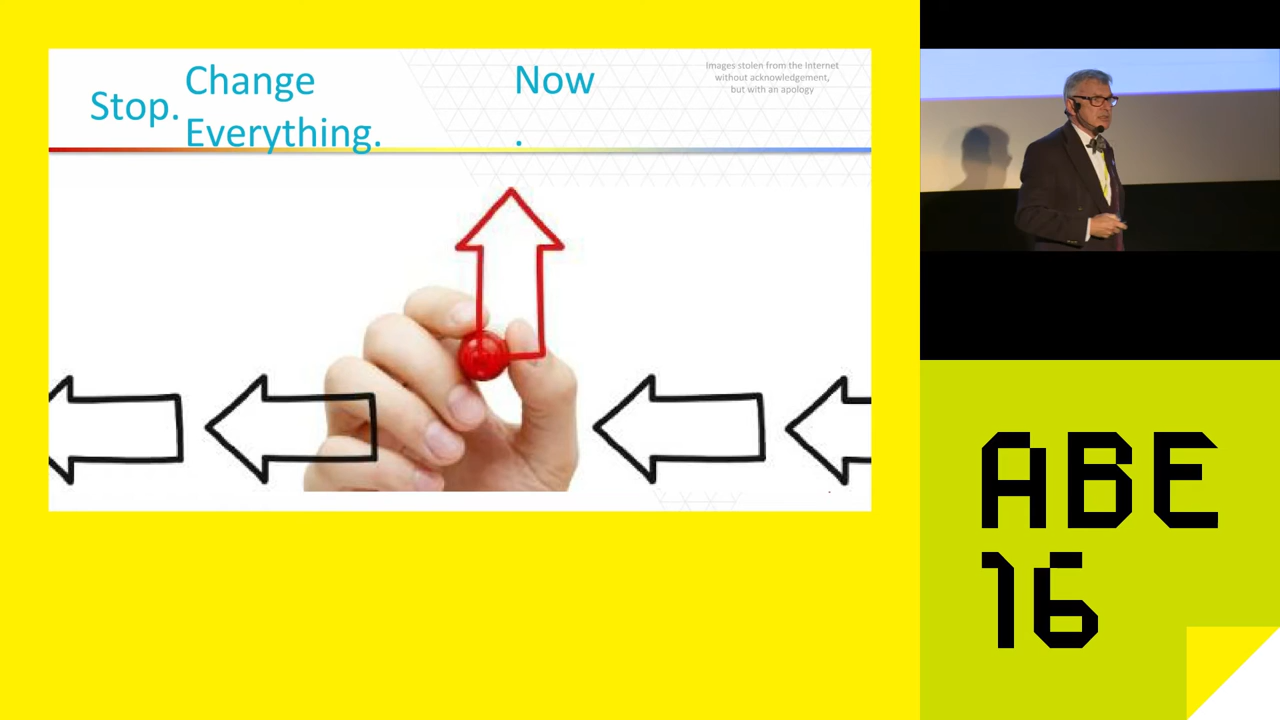 Stop.
Change
Everything.
Now
.
Images stolen from the Internet
without acknowledgement,
but with an apology
ABE
16